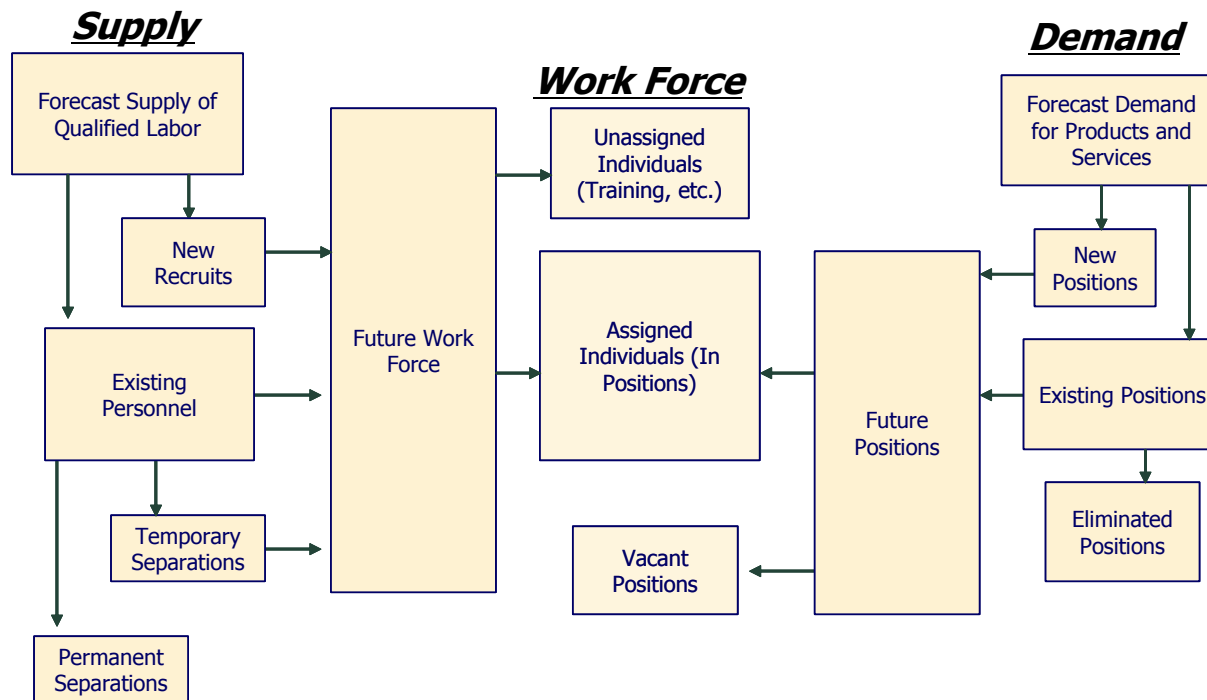 Supply
Forecast Supply of
Qualified Labor
New
Recruits
Existing
Personnel
Temporary
Separations
Permanent
Separations
Future Work
Force
Work Force
Unassigned
Individuals
(Training, etc.)
Assigned
Individuals (In
Positions)
Vacant
Positions
Future
Positions
Demand
Forecast Demand
for Products and
Services
New
Positions
Existing Positions
Eliminated
Positions